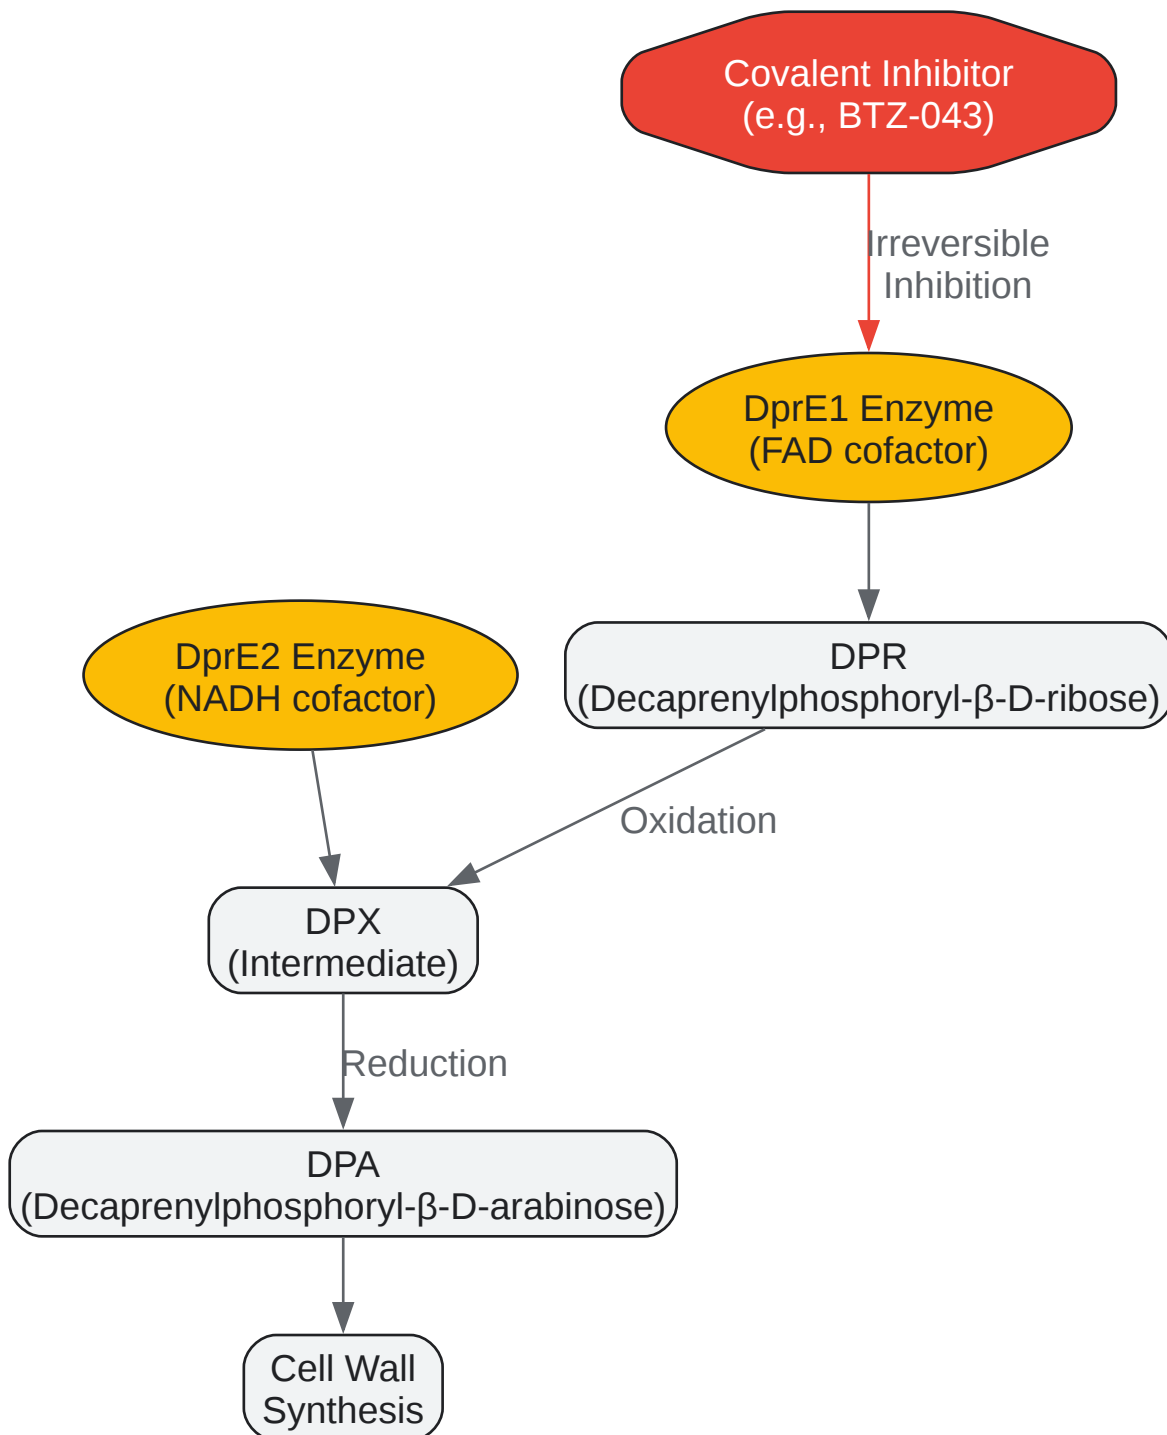 Covalent Inhibitor
(e.g., BTZ-043)
Irreversible
Inhibition
DprE1 Enzyme
(FAD cofactor)
DprE2 Enzyme
(NADH cofactor)
DPR
(Decaprenylphosphoryl-β-D-ribose)
Oxidation
DPX
(Intermediate)
Reduction
DPA
(Decaprenylphosphoryl-β-D-arabinose)
Cell Wall
Synthesis